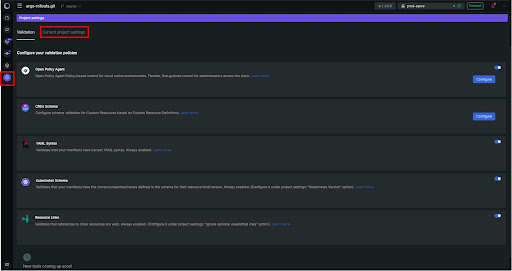 argo-rollouts.git
master
1.24.0
prod-azure
Connect
Project settings
Validation
Current project settings
Configure your validation policies
Open Policy Agent
Open Policy Agent Policy-based control for cloud native environments. Flexible, fine-grained control for administrators across the stack. Learn more
Configure
CRDs Schema
Configure schema validation for Custom Resources based on Custom Resource Definitions. Learn more
Configure
YAML Syntax
Validates that your manifests have correct YAML syntax. Always enabled. Learn more
Kubernetes Schema
Validates that your manifests have the correct properties/values defined in the schema for their resource kind/version. Always enabled. (Configure it under project settings: "Kubernetes Version" option). Learn more
Resource Links
Validates that references to other resources are valid. Always enabled. (Configure it under project settings: "Ignore optional unsatisfied links" option). Learn more
New tools coming up soon!